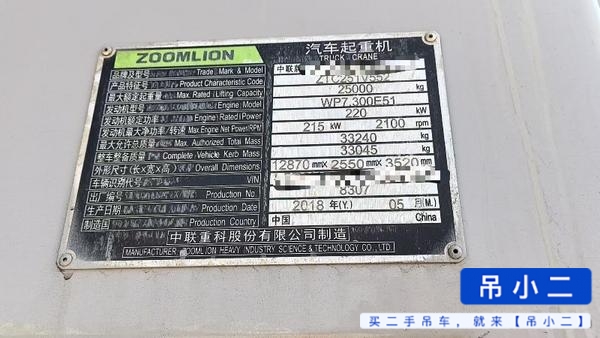 ZOOMLION 汽车起重机
TRUCK CRANE
品牌及型号 Trade Mark & Model 中联牌
产品特征号 Product Characteristic Code ZTC251V552
最大额定起重量 Max. Rated Lifting Capacity 25000 kg
发动机型号 Engine Model WP7.300E51
发动机额定功率 Engine Rated Power 220 kW
发动机最大净功率/转速 Max.Engine Net Power/RPM 215 kW 2100 rpm
最大允许总质量 Max. Authorized Total Mass 33240 kg
整车整备质量 Complete Vehicle Kerb Mass 33045 kg
外形尺寸(长×宽×高) Overall Dimensions 12870 mm× 2550 mm× 3520 mm
车辆识别代号 VIN
出厂编号 Production No. 8307
生产日期 Production Date 2018 年(Y.) 05 月(M.)
制造国 Production Country 中国 China
中联重科股份有限公司制造
MANUFACTURER ZOOMLION HEAVY INDUSTRY SCIENCE & TECHNOLOGY CO., LTD.
吊小二
买二手吊车，就来【吊小二】